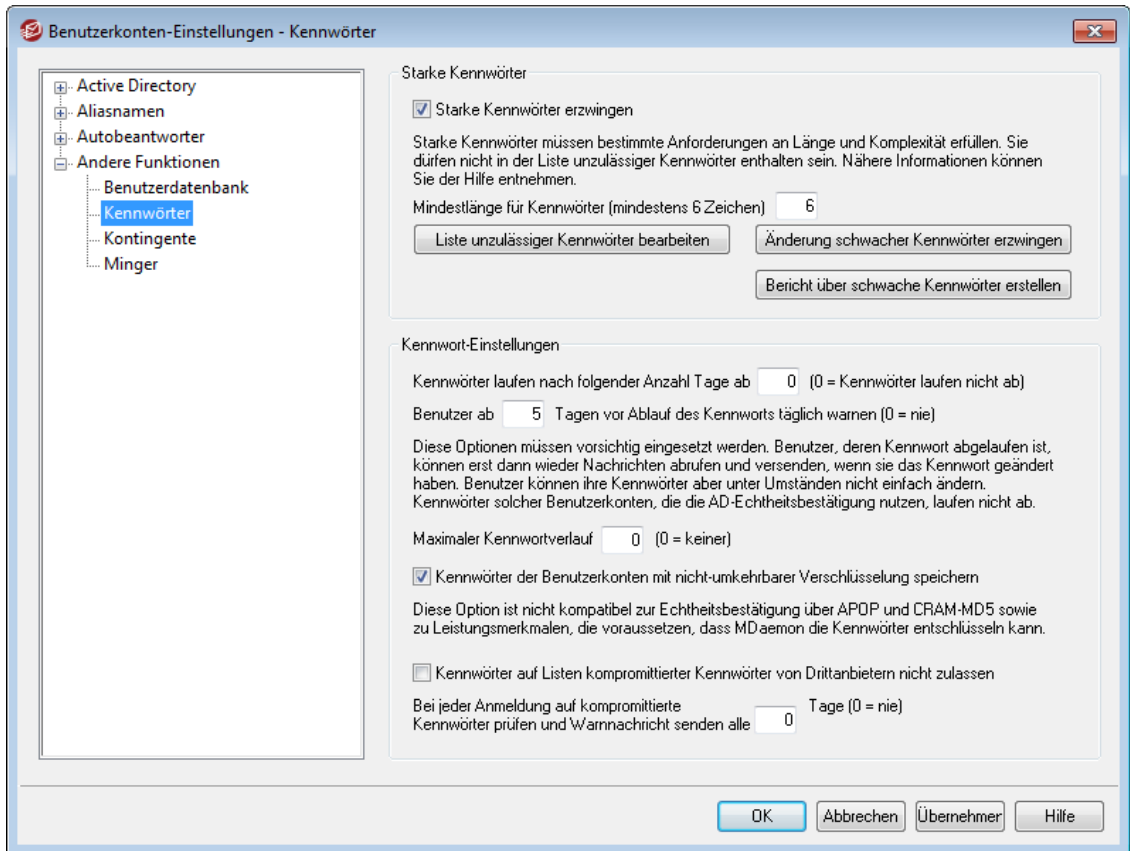 Benutzerkonten-Einstellungen - Kennwörter
Active Directory
Aliasnamen
Autobeantworter
Andere Funktionen
Benutzerdatenbank
Kennwörter
Kontingente
Minger
Starke Kennwörter
Starke Kennwörter erzwingen
Starke Kennwörter müssen bestimmte Anforderungen an Länge und Komplexität erfüllen. Sie
dürfen nicht in der Liste unzulässiger Kennwörter enthalten sein. Nähere Informationen können
Sie der Hilfe entnehmen.
Mindestlänge für Kennwörter (mindestens 6 Zeichen) 6
Liste unzulässiger Kennwörter bearbeiten
Änderung schwacher Kennwörter erzwingen
Bericht über schwache Kennwörter erstellen
Kennwort-Einstellungen
Kennwörter laufen nach folgender Anzahl Tage ab 0 (0 = Kennwörter laufen nicht ab)
Benutzer ab 5 Tagen vor Ablauf des Kennworts täglich warnen (0 = nie)
Diese Optionen müssen vorsichtig eingesetzt werden. Benutzer, deren Kennwort abgelaufen ist,
können erst dann wieder Nachrichten abrufen und versenden, wenn sie das Kennwort geändert
haben. Benutzer können ihre Kennwörter aber unter Umständen nicht einfach ändern.
Kennwörter solcher Benutzerkonten, die die AD-Echtheitsbestätigung nutzen, laufen nicht ab.
Maximaler Kennwortverlauf 0 (0 = keiner)
Kennwörter der Benutzerkonten mit nicht-umkehrbarer Verschlüsselung speichern
Diese Option ist nicht kompatibel zur Echtheitsbestätigung über APOP und CRAM-MD5 sowie
zu Leistungsmerkmalen, die voraussetzen, dass MDaemon die Kennwörter entschlüsseln kann.
Kennwörter auf Listen kompromittierter Kennwörter von Drittanbietern nicht zulassen
Bei jeder Anmeldung auf kompromittierte
Kennwörter prüfen und Warnnachricht senden alle 0 Tage (0 = nie)
OK
Abbrechen
Übernehmer
Hilfe